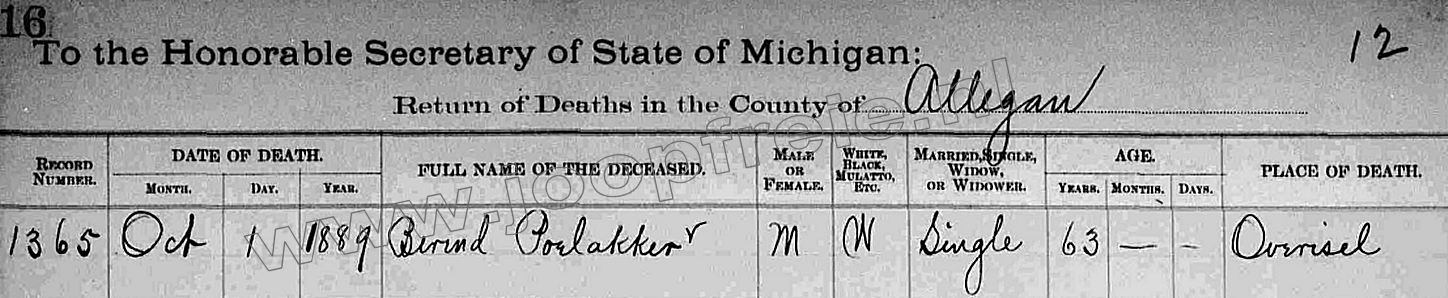 16
To the Honorable Secretary of State of Michigan:
12
Return of Deaths in the County of Allegan
RECORD NUMBER.
DATE OF DEATH.
MONTH. DAY. YEAR.
FULL NAME OF THE DECEASED.
MALE OR FEMALE.
WHITE, BLACK, MULATTO, ETC.
MARRIED, SINGLE, WIDOW, OR WIDOWER.
AGE.
YEARS. MONTHS. DAYS.
PLACE OF DEATH.
1365 Oct 1 1889 Berend Poelakker M W Single 63 — - Overisel
www.joopfreie.nl